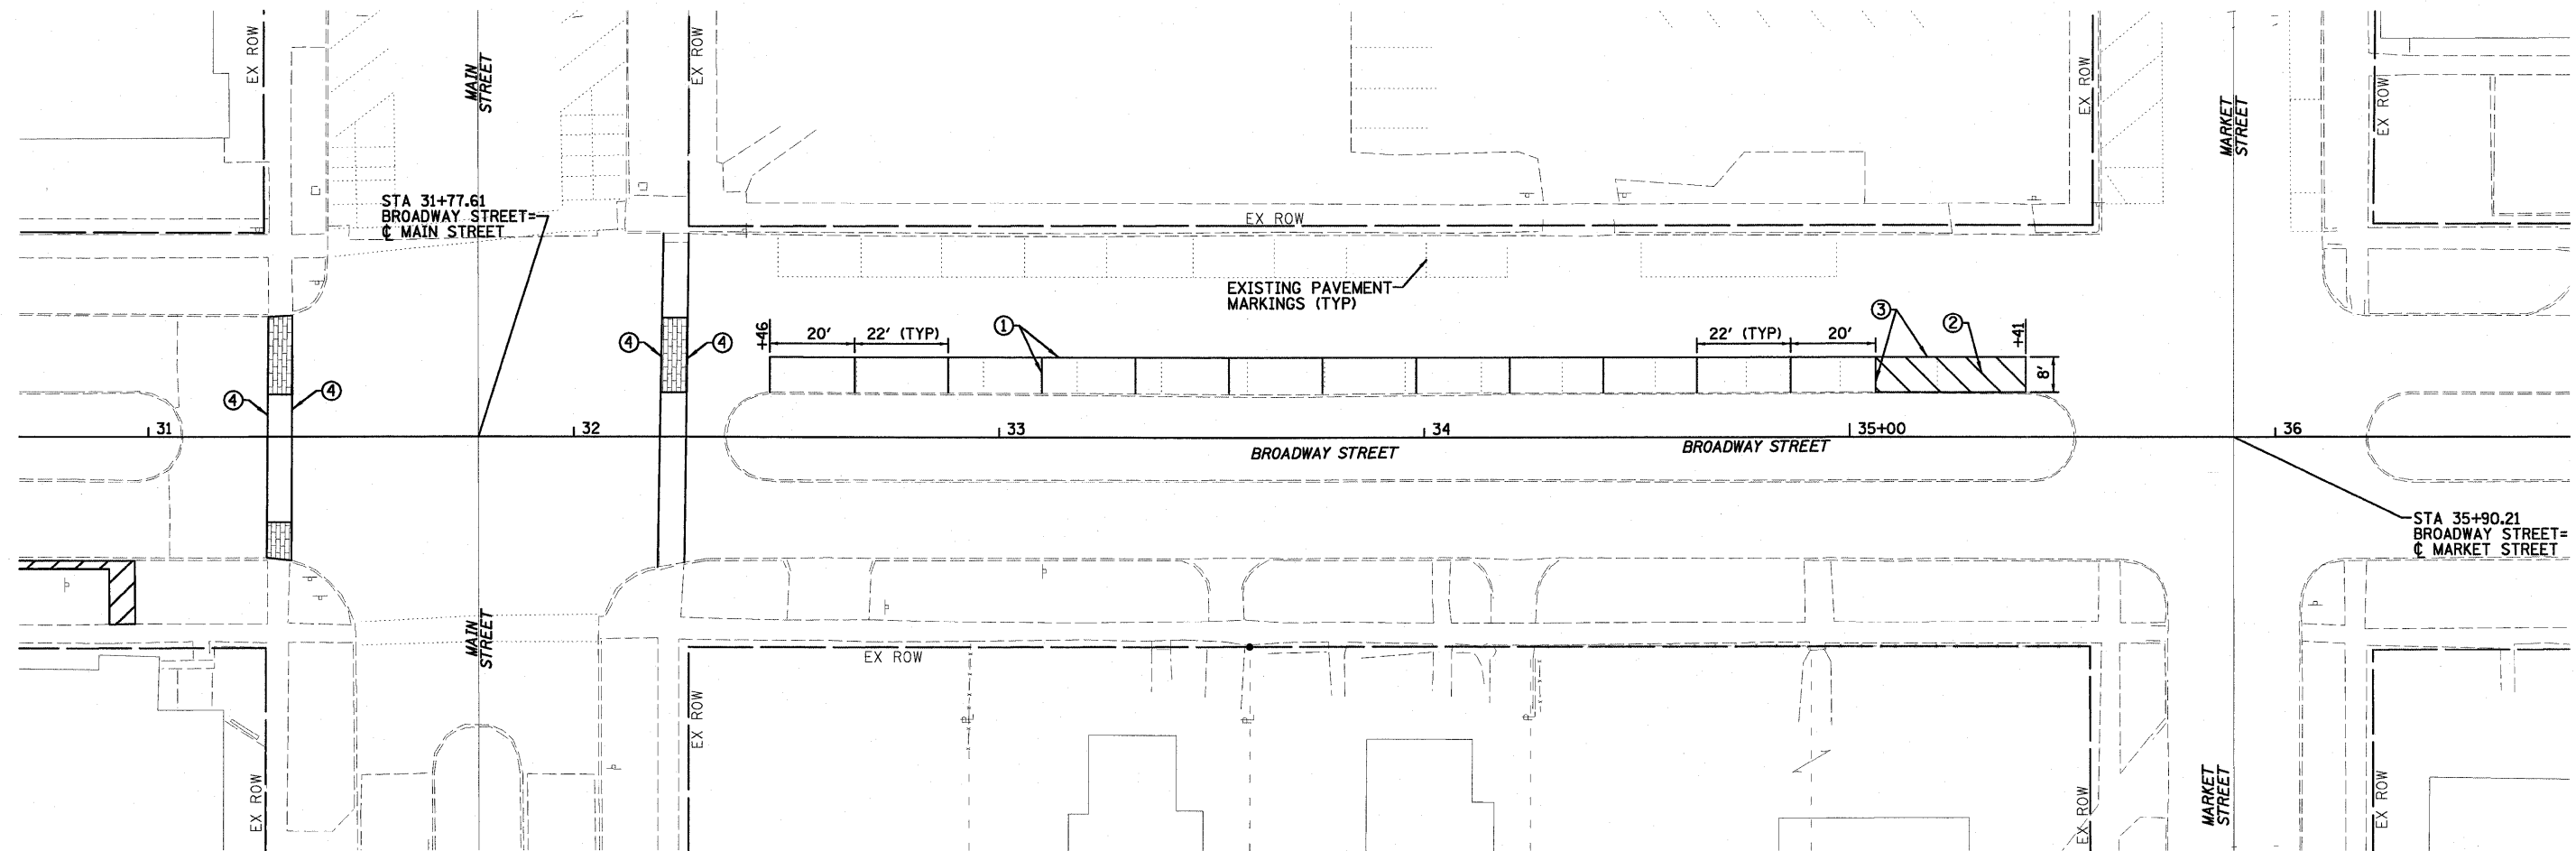 EX ROW
MAIN
STREET
EX ROW
EX ROW
MARKET
STREET
EX ROW
STA 31+77.61
BROADWAY STREET=
℄ MAIN STREET
EX ROW
EXISTING PAVEMENT
MARKINGS (TYP)
+46
20'
22' (TYP)
1
22' (TYP)
20'
3
2
+41
8'
4
4
4
4
31
32
33
34
35+00
36
BROADWAY STREET
BROADWAY STREET
STA 35+90.21
BROADWAY STREET=
℄ MARKET STREET
MAIN
STREET
EX ROW
EX ROW
EX ROW
EX ROW
MARKET
STREET
EX ROW